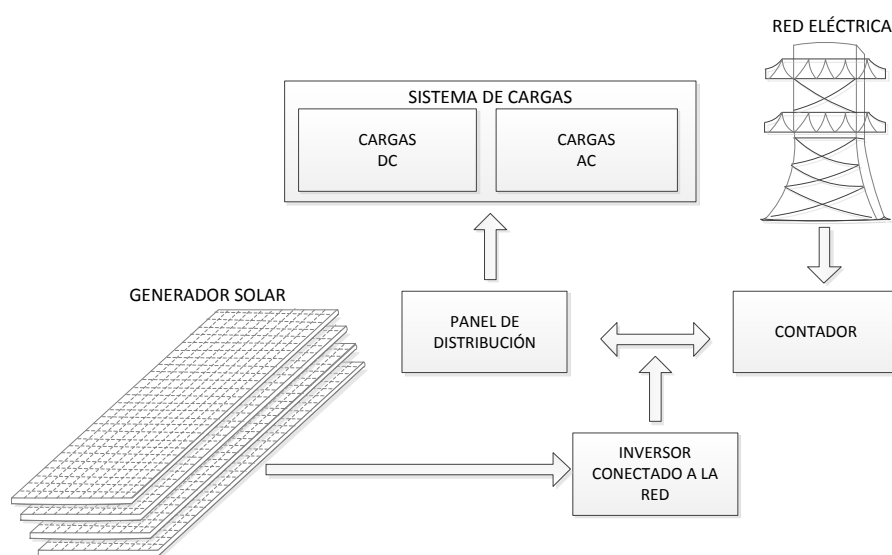 RED ELÉCTRICA
SISTEMA DE CARGAS
CARGAS
DC
CARGAS
AC
GENERADOR SOLAR
PANEL DE
DISTRIBUCIÓN
CONTADOR
INVERSOR
CONECTADO A LA
RED